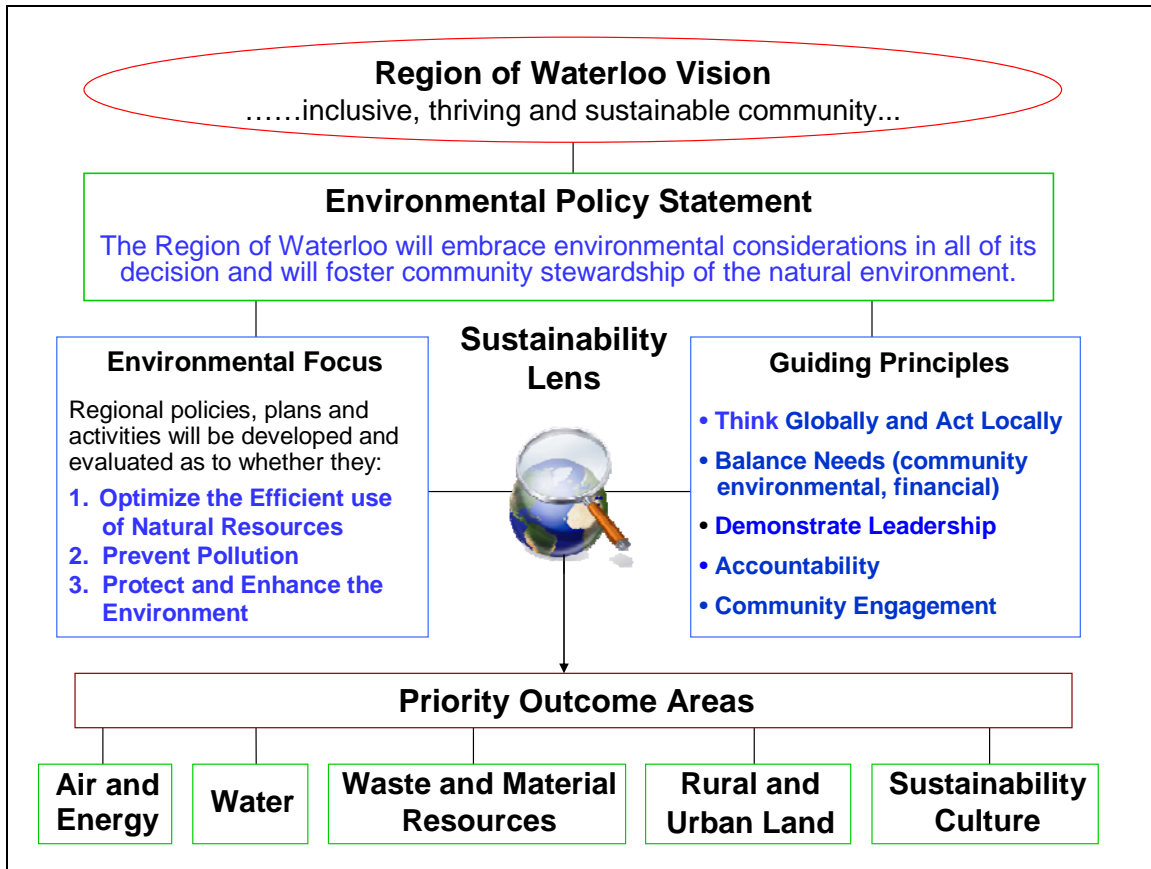 Region of Waterloo Vision
……inclusive, thriving and sustainable community...
Environmental Policy Statement
The Region of Waterloo will embrace environmental considerations in all of its
decision and will foster community stewardship of the natural environment.
Environmental Focus
Regional policies, plans and
activities will be developed and
evaluated as to whether they:
1. Optimize the Efficient use
of Natural Resources
2. Prevent Pollution
3. Protect and Enhance the
Environment
Sustainability
Lens
Guiding Principles
• Think Globally and Act Locally
• Balance Needs (community
environmental, financial)
• Demonstrate Leadership
• Accountability
• Community Engagement
Priority Outcome Areas
Air and
Energy
Water
Waste and Material
Resources
Rural and
Urban Land
Sustainability
Culture